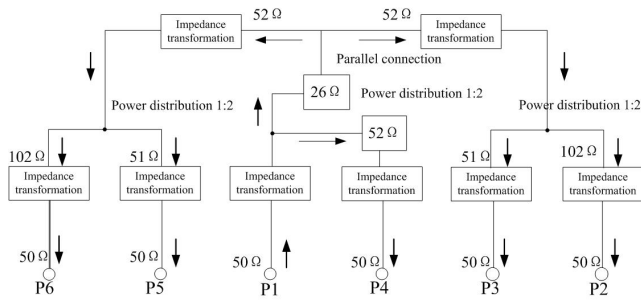 52 Ω
52 Ω
Impedance
transformation
Impedance
transformation
Parallel connection
26 Ω
Power distribution 1:2
Power distribution 1:2
Power distribution 1:2
52 Ω
102 Ω
51 Ω
51 Ω
102 Ω
Impedance
transformation
Impedance
transformation
Impedance
transformation
Impedance
transformation
Impedance
transformation
Impedance
transformation
50 Ω
50 Ω
50 Ω
50 Ω
50 Ω
50 Ω
P6
P5
P1
P4
P3
P2